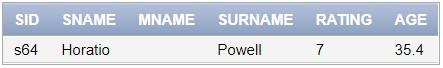 SID SNAME MNAME SURNAME RATING AGE
s64 Horatio Powell 7 35.4